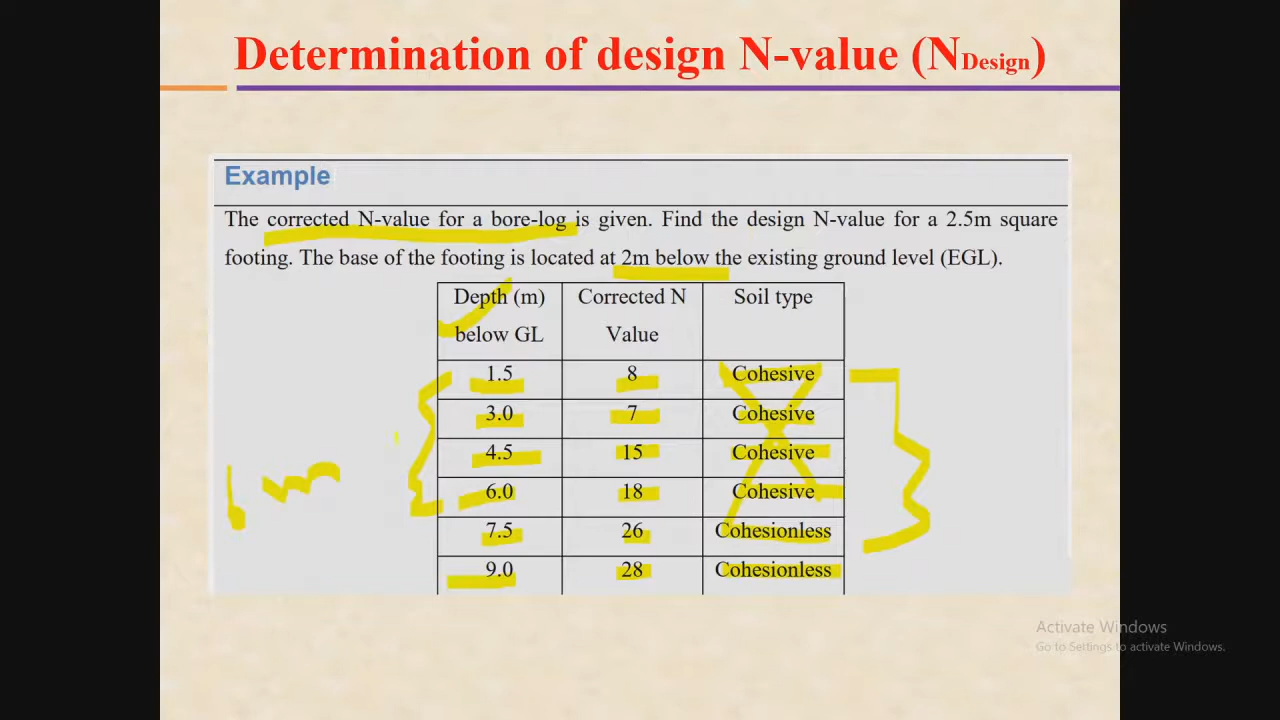 Determination of design N-value (NDesign)
Example
The corrected N-value for a bore-log is given. Find the design N-value for a 2.5m square
footing. The base of the footing is located at 2m below the existing ground level (EGL).
Depth (m) below GL Corrected N Value Soil type
1.5 8 Cohesive
3.0 7 Cohesive
4.5 15 Cohesive
6.0 18 Cohesive
7.5 26 Cohesionless
9.0 28 Cohesionless
Activate Windows
Go to Settings to activate Windows.